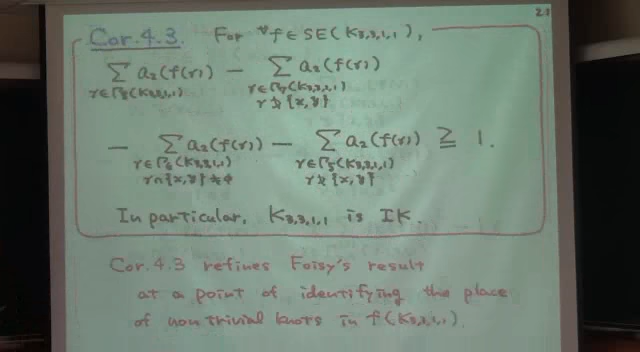 Cor.4.3. For ∀f ∈ SE(K3,3,1,1),
∑ a₂(f(γ)) − ∑ a₂(f(γ))
γ∈Γ8(K3,3,1,1) γ∈Γ7(K3,3,1,1)
γ ⊅ {x, y}
− ∑ a₂(f(γ)) − ∑ a₂(f(γ)) ≧ 1.
γ∈Γ6(K3,3,1,1) γ∈Γ5(K3,3,1,1)
γ∩{x, y}≠φ γ ⊅ {x, y}
In particular, K3,3,1,1 is IK.
Cor.4.3 refines Foisy's result
at a point of identifying the place
of nontrivial knots in f(K3,3,1,1).